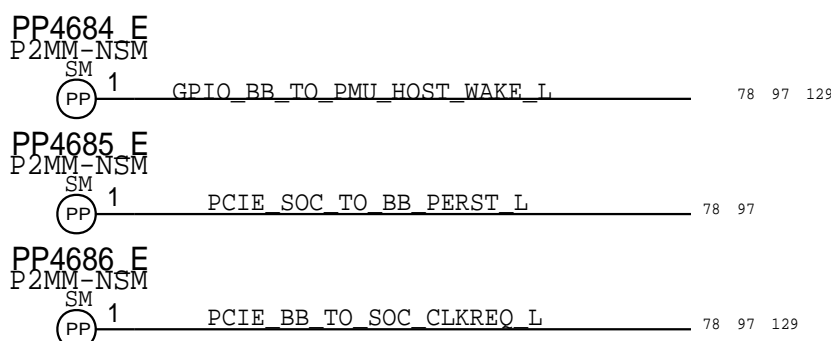 PP4684_E
P2MM-NSM
SM
PP 1 GPIO_BB_TO_PMU_HOST_WAKE_L 78 97 129
PP4685_E
P2MM-NSM
SM
PP 1 PCIE_SOC_TO_BB_PERST_L 78 97
PP4686_E
P2MM-NSM
SM
PP 1 PCIE_BB_TO_SOC_CLKREQ_L 78 97 129